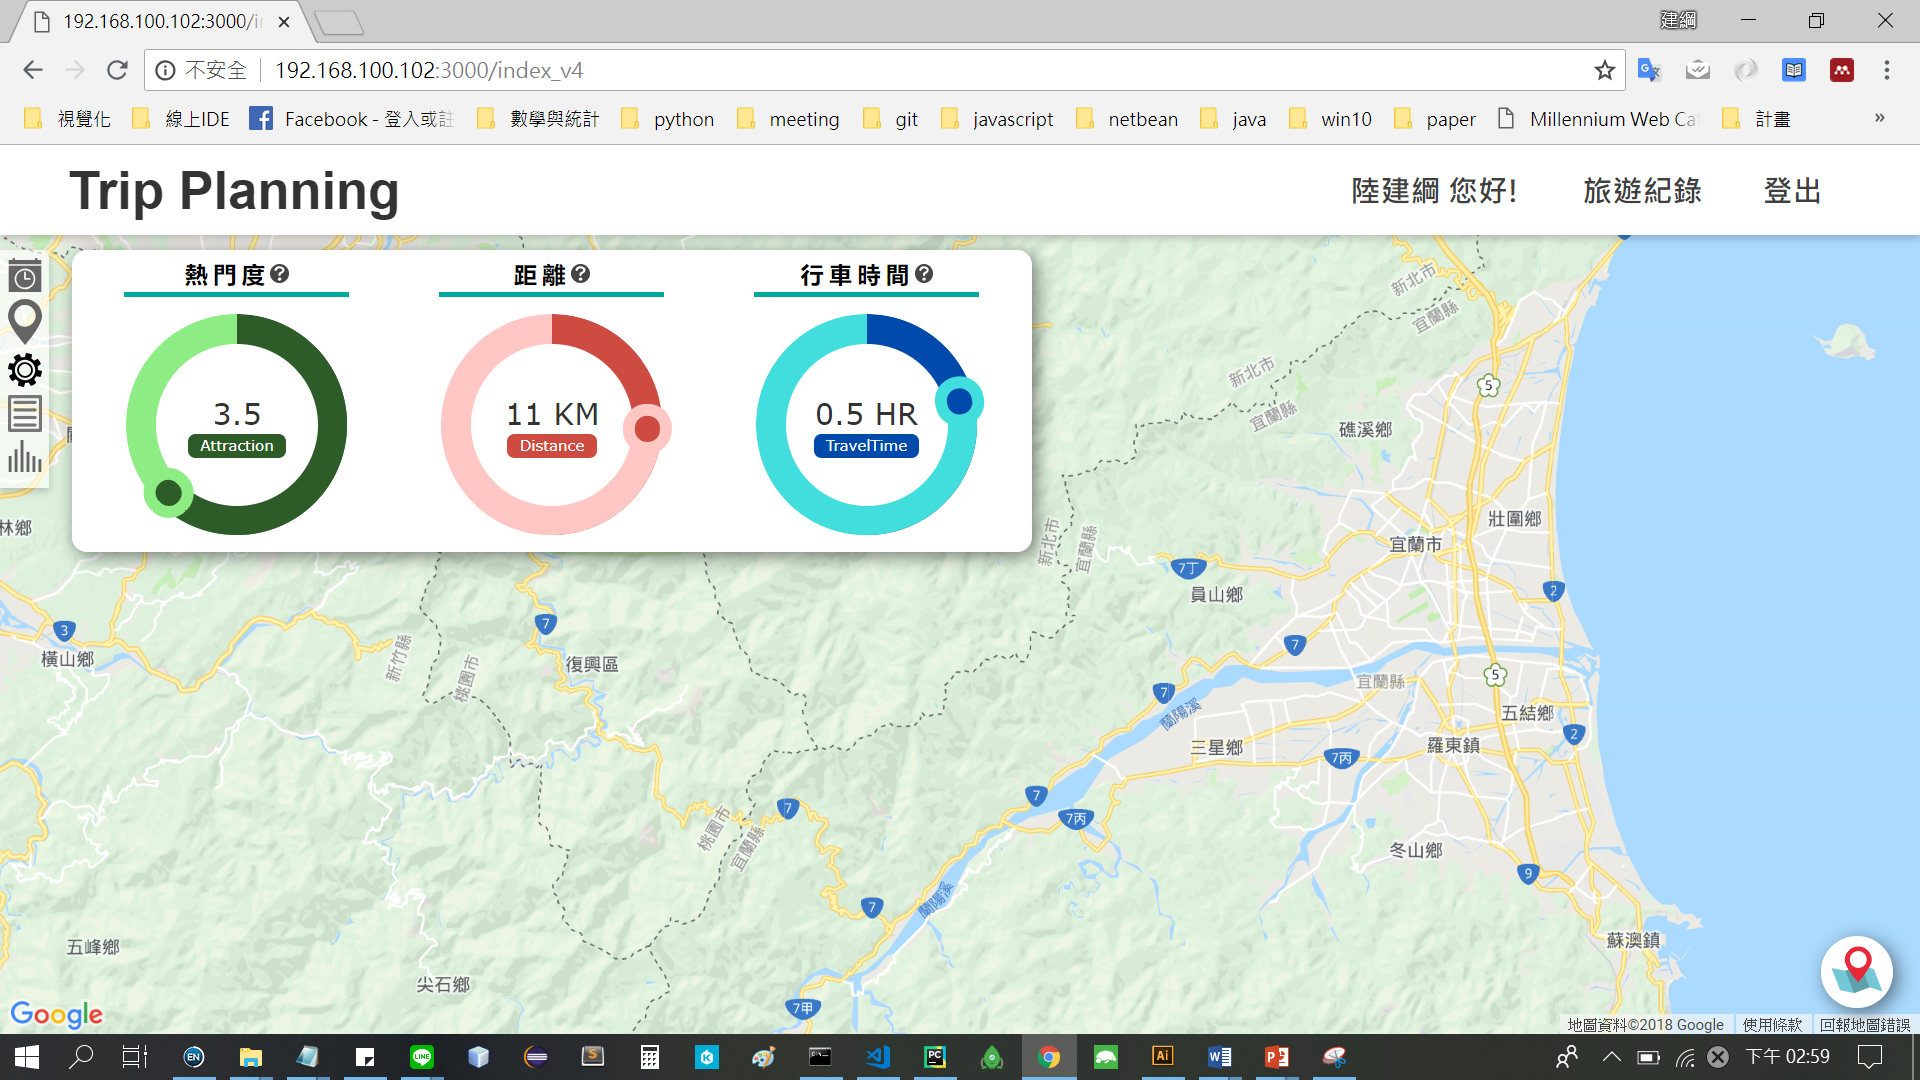 192.168.100.102:3000/i
建綱
不安全
192.168.100.102:3000/index_v4
視覺化
線上IDE
Facebook - 登入或註
數學與統計
python
meeting
git
javascript
netbean
java
win10
paper
Millennium Web Ca
計畫
»
Trip Planning
陸建綱 您好!
旅遊紀錄
登出
熱門度
距離
行車時間
3.5
Attraction
11 KM
Distance
0.5 HR
TravelTime
新北市
宜蘭縣
新北市
宜蘭縣
5
礁溪鄉
林鄉
壯圍鄉
新北市
宜蘭縣
宜蘭市
7丁
員山鄉
2
3
7
橫山鄉
新竹縣
桃園市
復興區
7
宜蘭縣
5
7
蘭陽溪
五結鄉
2
三星鄉
羅東鎮
7丙
7
7
7丙
桃園市
宜蘭縣
冬山鄉
9
7
蘭陽溪
五峰鄉
蘇澳鎮
尖石鄉
7甲
Google
地圖資料©2018 Google
使用條款
回報地圖錯誤
EN
LINE
S
PC
Ai
W
P
下午 02:59